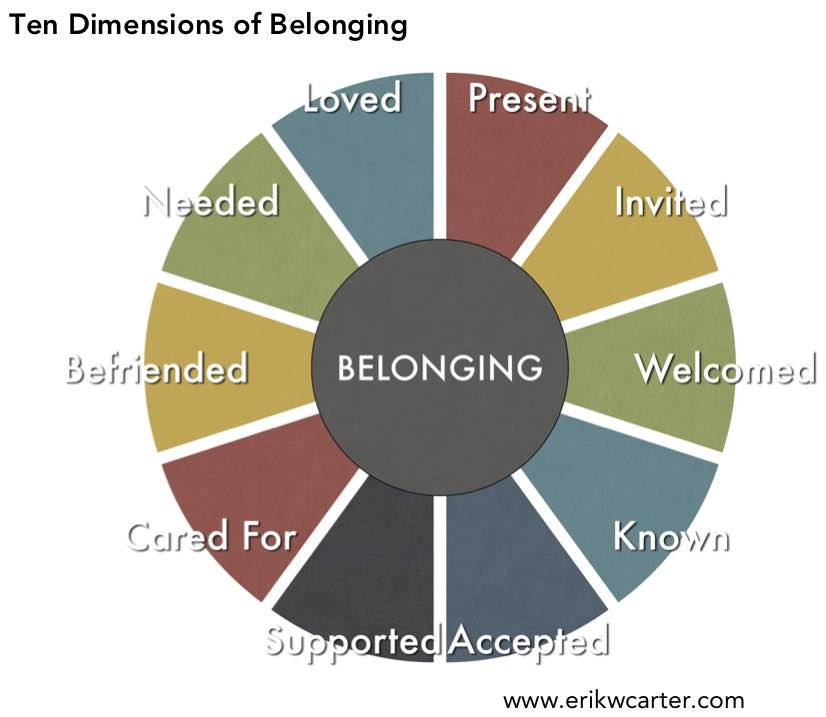 Ten Dimensions of Belonging
Loved
Present
Needed
Invited
Befriended
BELONGING
Welcomed
Cared For
Known
Supported
Accepted
www.erikwcarter.com